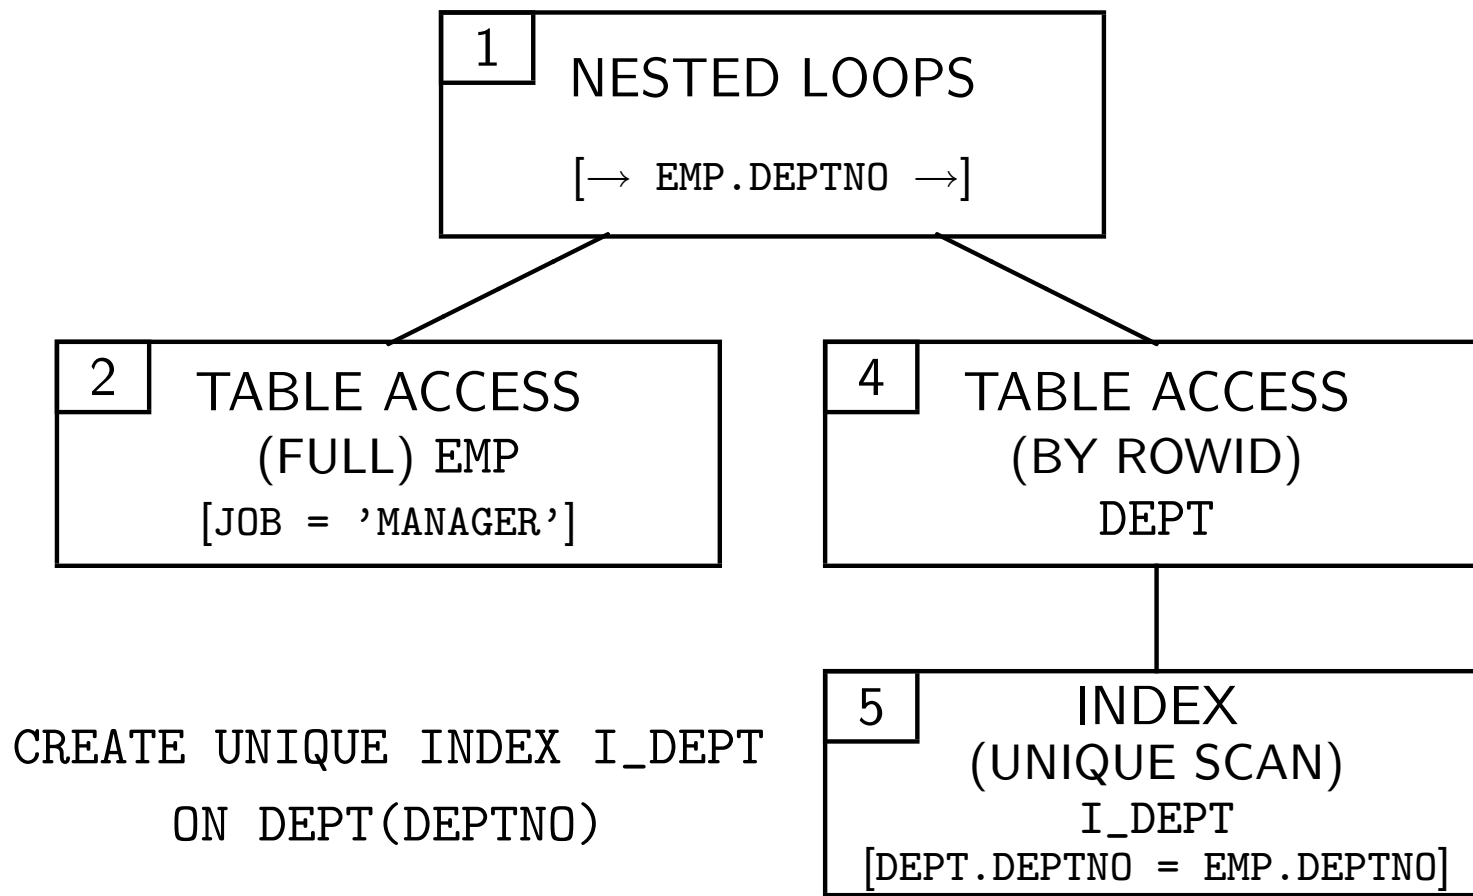 1
NESTED LOOPS
[→ EMP.DEPTNO →]
2
TABLE ACCESS
(FULL) EMP
[JOB = ’MANAGER’]
4
TABLE ACCESS
(BY ROWID)
DEPT
CREATE UNIQUE INDEX I_DEPT
ON DEPT(DEPTNO)
5
INDEX
(UNIQUE SCAN)
I_DEPT
[DEPT.DEPTNO = EMP.DEPTNO]